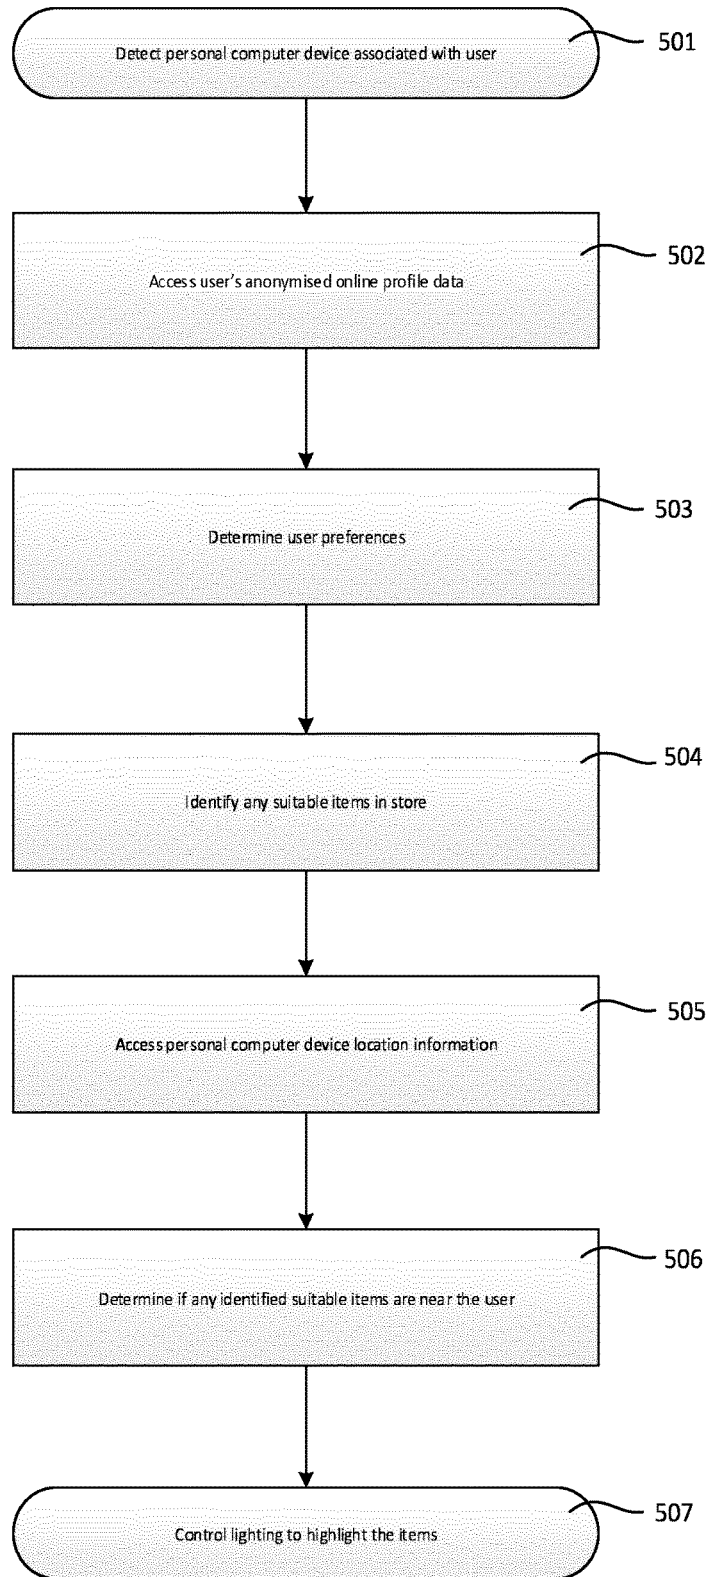 Detect personal computer device associated with user
501
Access user's anonymised online profile data
502
Determine user preferences
503
Identify any suitable items in store
504
Access personal computer device location information
505
Determine if any identified suitable items are near the user
506
Control lighting to highlight the items
507